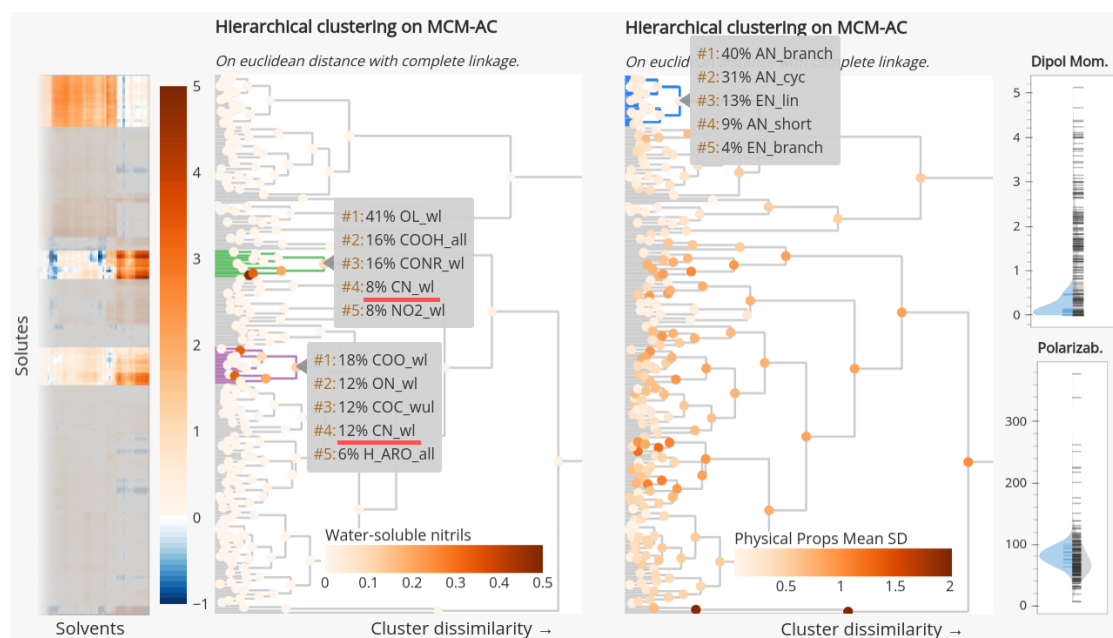 Hierarchical clustering on MCM-AC
On euclidean distance with complete linkage.
Solutes
Solvents
5
4
3
2
1
0
−1
#1: 41% OL_wl
#2: 16% COOH_all
#3: 16% CONR_wl
#4: 8% CN_wl
#5: 8% NO2_wl
#1: 18% COO_wl
#2: 12% ON_wl
#3: 12% COC_wul
#4: 12% CN_wl
#5: 6% H_ARO_all
Water-soluble nitrils
0 0.1 0.2 0.3 0.4 0.5
Cluster dissimilarity →
Hierarchical clustering on MCM-AC
On euclid complete linkage.
#1: 40% AN_branch
#2: 31% AN_cyc
#3: 13% EN_lin
#4: 9% AN_short
#5: 4% EN_branch
Physical Props Mean SD
0.5 1 1.5 2
Cluster dissimilarity →
Dipol Mom.
5
4
3
2
1
0
Polarizab.
300
200
100
0